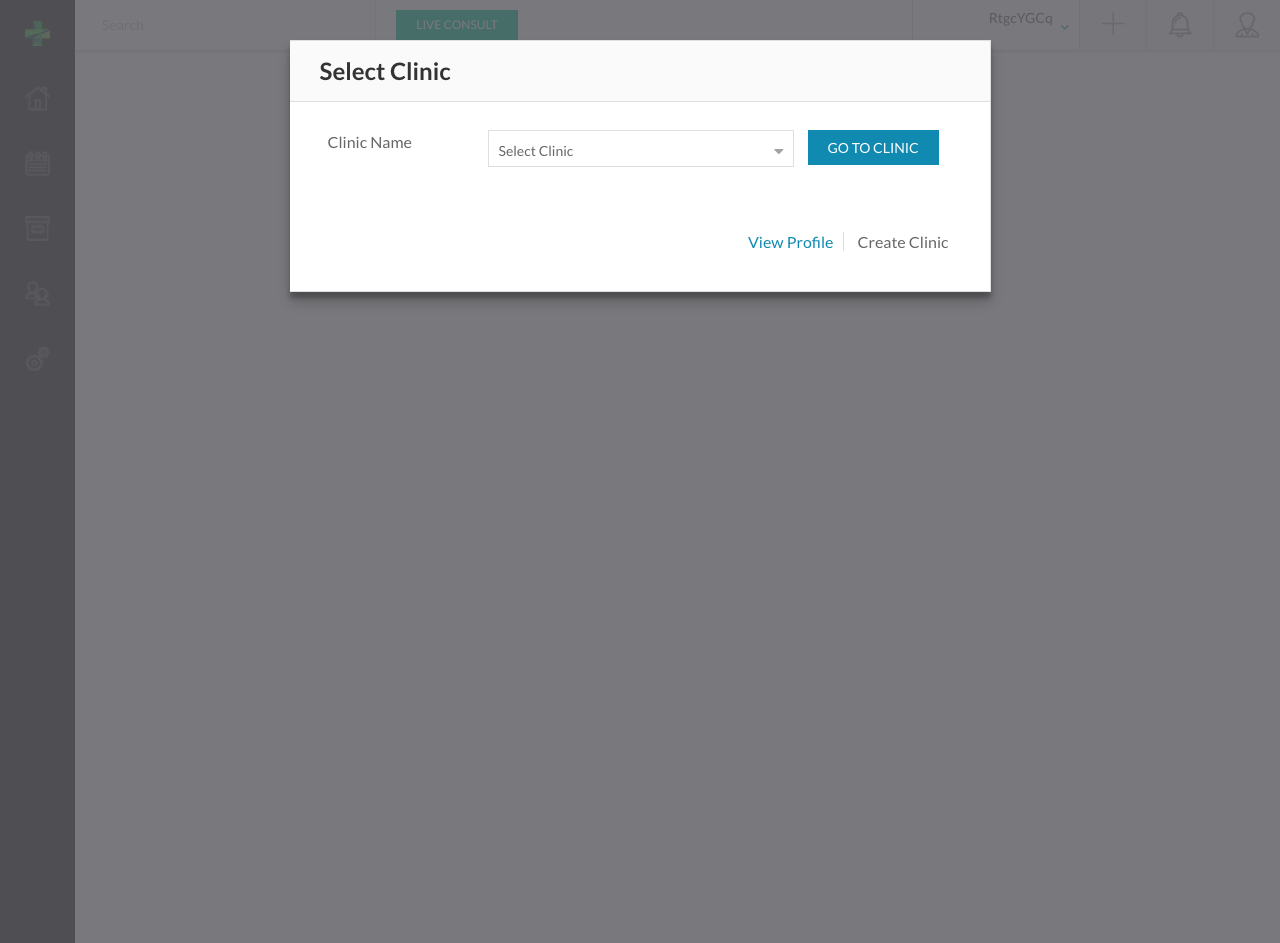 Search
LIVE CONSULT
RtgcYGCq
Select Clinic
Clinic Name
Select Clinic
GO TO CLINIC
View Profile
Create Clinic